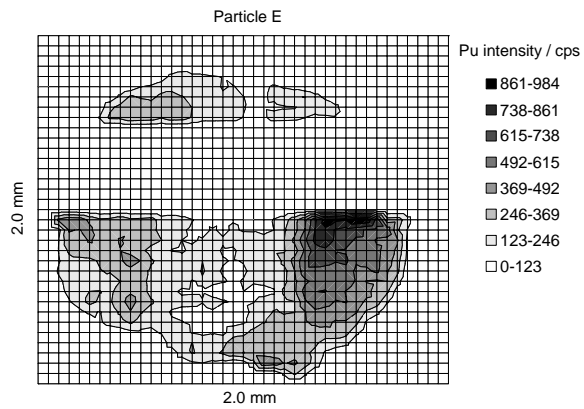 Particle E
Pu intensity / cps
861-984
738-861
615-738
492-615
369-492
246-369
123-246
0-123
2.0 mm
2.0 mm